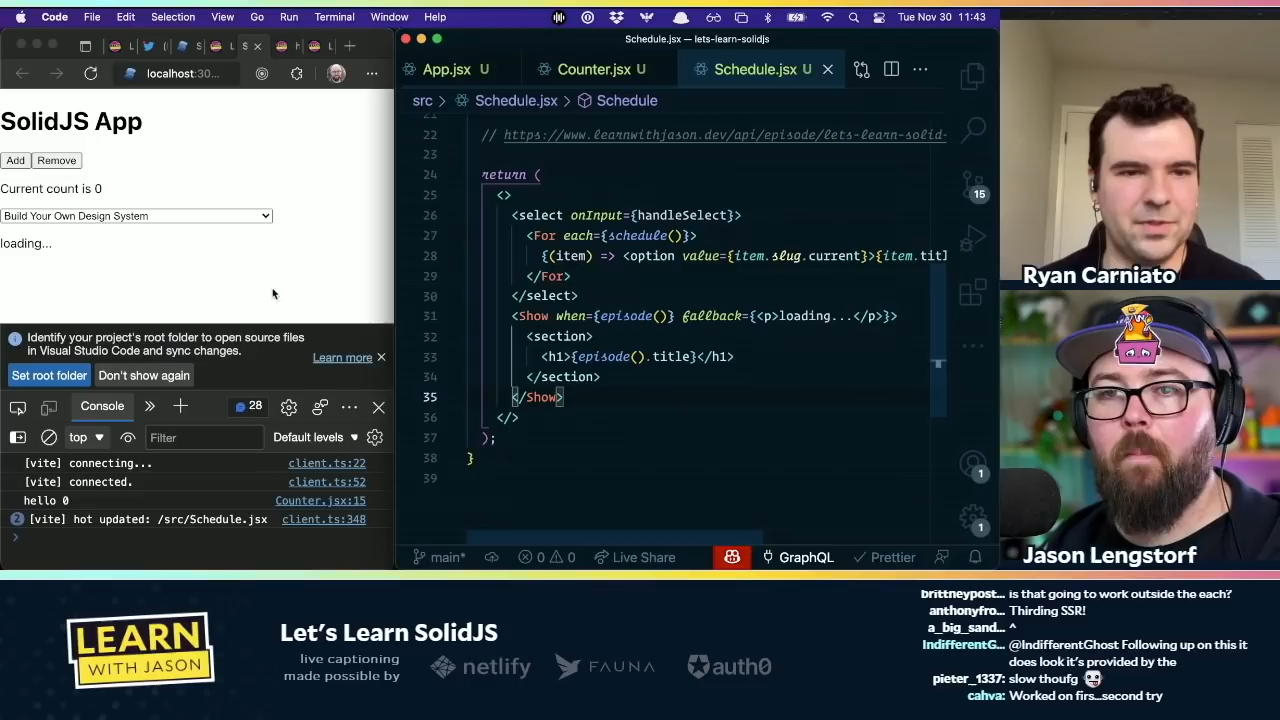 Code File Edit Selection View Go Run Terminal Window Help
Tue Nov 30 11:43
localhost:30...
SolidJS App
Add Remove
Current count is 0
Build Your Own Design System
loading...
Identify your project's root folder to open source files
in Visual Studio Code and sync changes.
Learn more
Set root folder Don't show again
Console
28
top Filter Default levels
[vite] connecting... client.ts:22
[vite] connected. client.ts:52
hello 0 Counter.jsx:15
2 [vite] hot updated: /src/Schedule.jsx client.ts:348
Schedule.jsx — lets-learn-solidjs
App.jsx U Counter.jsx U Schedule.jsx U
src > Schedule.jsx > Schedule
21
22 // https://www.learnwithjason.dev/api/episode/lets-learn-solid-
23
24 return (
25 <>
26 <select onInput={handleSelect}>
27 <For each={schedule()}>
28 {(item) => <option value={item.slug.current}>{item.titl
29 </For>
30 </select>
31 <Show when={episode()} fallback={<p>loading...</p>}>
32 <section>
33 <h1>{episode().title}</h1>
34 </section>
35 </Show>
36 </>
37 );
38 }
39
15
1
1
main* 0 0 Live Share GraphQL Prettier
Ryan Carniato
Jason Lengstorf
LEARN
WITH JASON
Let's Learn SolidJS
live captioning
made possible by
netlify
FAUNA
auth0
brittneypost... is that going to work outside the each?
anthonyfro... Thirding SSR!
a_big_sand... ^
IndifferentG... @IndifferentGhost Following up on this it
does look it's provided by the
pieter_1337: slow thoufg
cahva: Worked on firs...second try